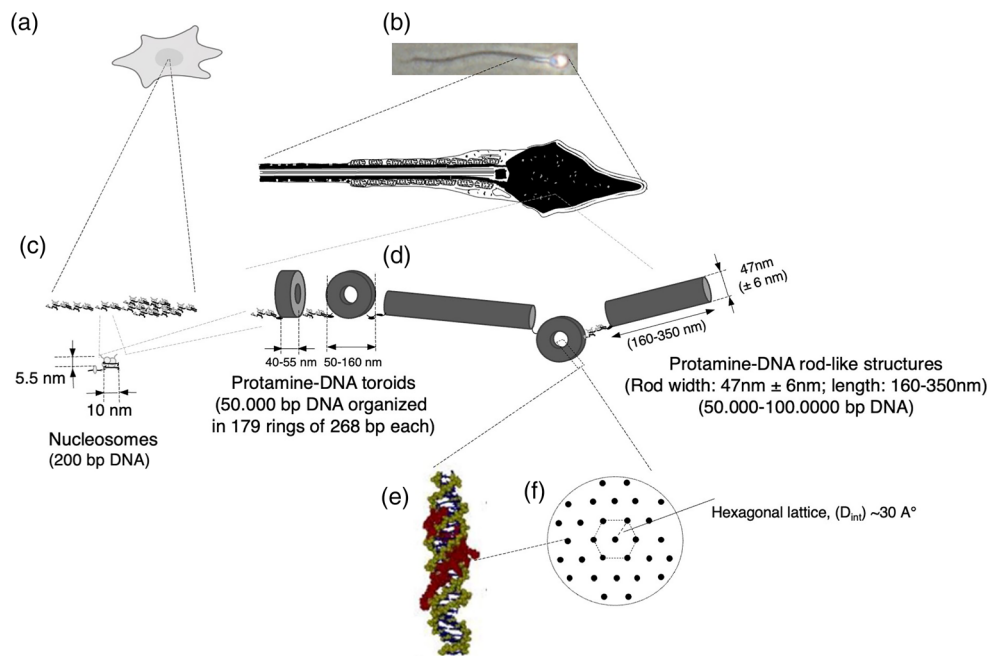 (a)
(b)
(c)
(d)
5.5 nm
10 nm
Nucleosomes
(200 bp DNA)
40-55 nm
50-160 nm
Protamine-DNA toroids
(50.000 bp DNA organized
in 179 rings of 268 bp each)
47nm
(± 6 nm)
(160-350 nm)
Protamine-DNA rod-like structures
(Rod width: 47nm ± 6nm; length: 160-350nm)
(50.000-100.0000 bp DNA)
(e)
(f)
Hexagonal lattice, (Dint) ~30 A°